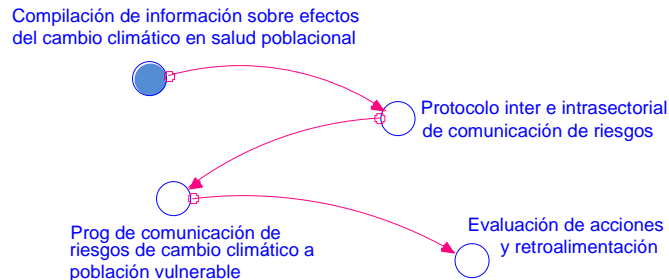 Compilación de información sobre efectos
del cambio climático en salud poblacional
Protocolo inter e intrasectorial
de comunicación de riesgos
Prog de comunicación de
riesgos de cambio climático a
población vulnerable
Evaluación de acciones
y retroalimentación